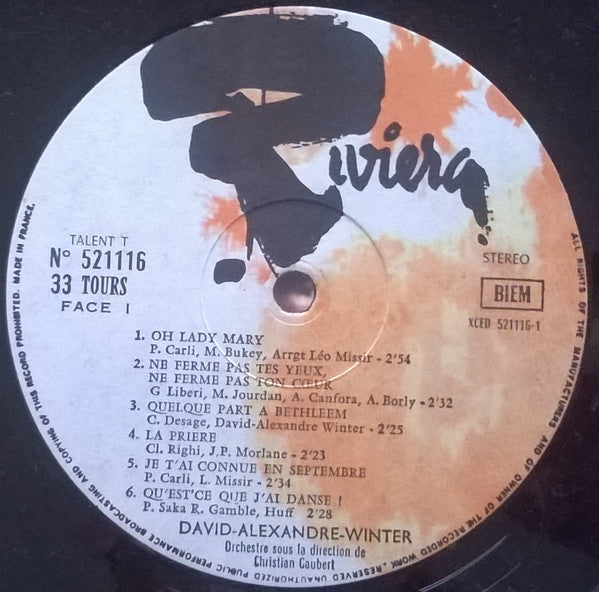 Riviera
TALENT T
N° 521116
33 TOURS
FACE 1
STEREO
BIEM
XCED 521116-1
1. OH LADY MARY
P. Carli, M. Bukey, Arrgt Léo Missir - 2'54
2. NE FERME PAS TES YEUX,
NE FERME PAS TON CŒUR
G Liberi, M. Jourdan, A. Canfora, A. Borly - 2'32
3. QUELQUE PART A BETHLEEM
C. Desage, David-Alexandre Winter - 2'25
4. LA PRIERE
Cl. Righi, J.P. Morlane - 2'23
5. JE T'AI CONNUE EN SEPTEMBRE
P. Carli, L. Missir - 2'34
6. QU'EST'CE QUE J'AI DANSE !
P. Saka R. Gamble, Huff - 2'28
DAVID-ALEXANDRE-WINTER
Orchestre sous la direction de
Christian Gaubert
ALL RIGHTS OF THE MANUFACTURERS AND OF OWNER OF THE RECORDED WORK, RESERVED UNAUTHORIZED PUBLIC PERFORMANCE BROADCASTING AND COPYING OF THIS RECORD PROHIBITED. MADE IN FRANCE.